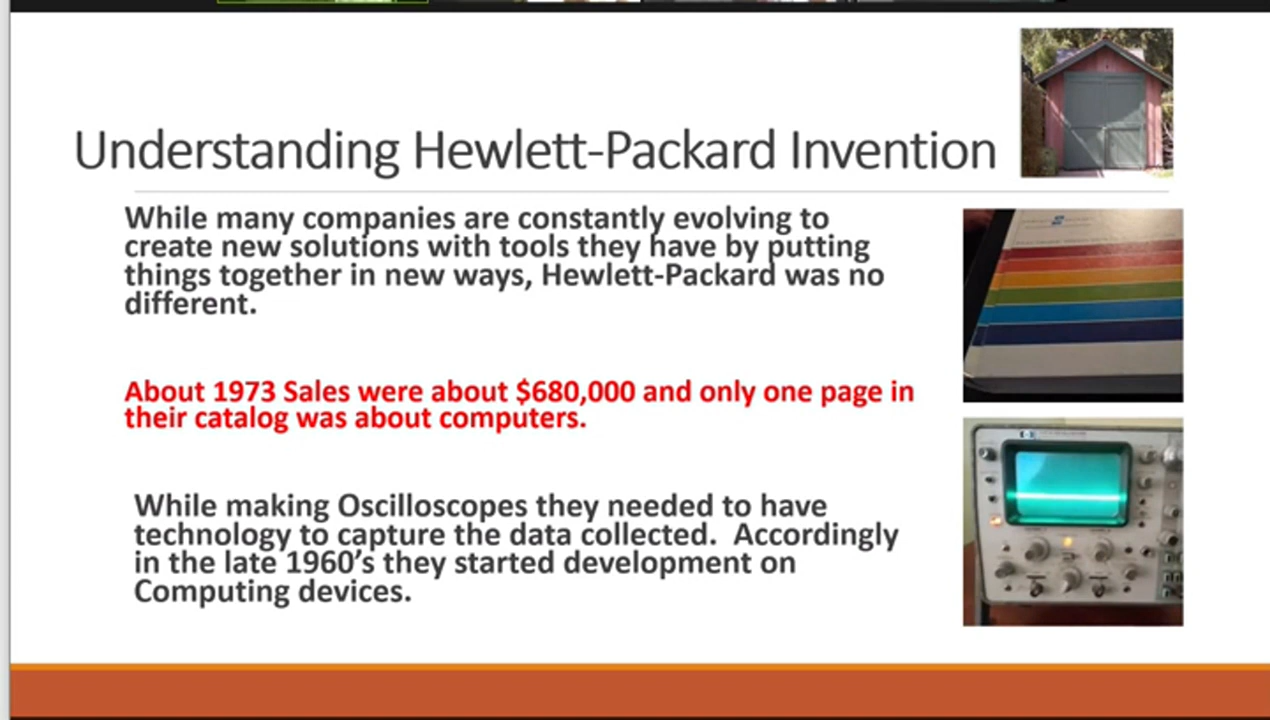 Understanding Hewlett-Packard Invention
While many companies are constantly evolving to
create new solutions with tools they have by putting
things together in new ways, Hewlett-Packard was no
different.
About 1973 Sales were about $680,000 and only one page in
their catalog was about computers.
While making Oscilloscopes they needed to have
technology to capture the data collected.  Accordingly
in the late 1960’s they started development on
Computing devices.